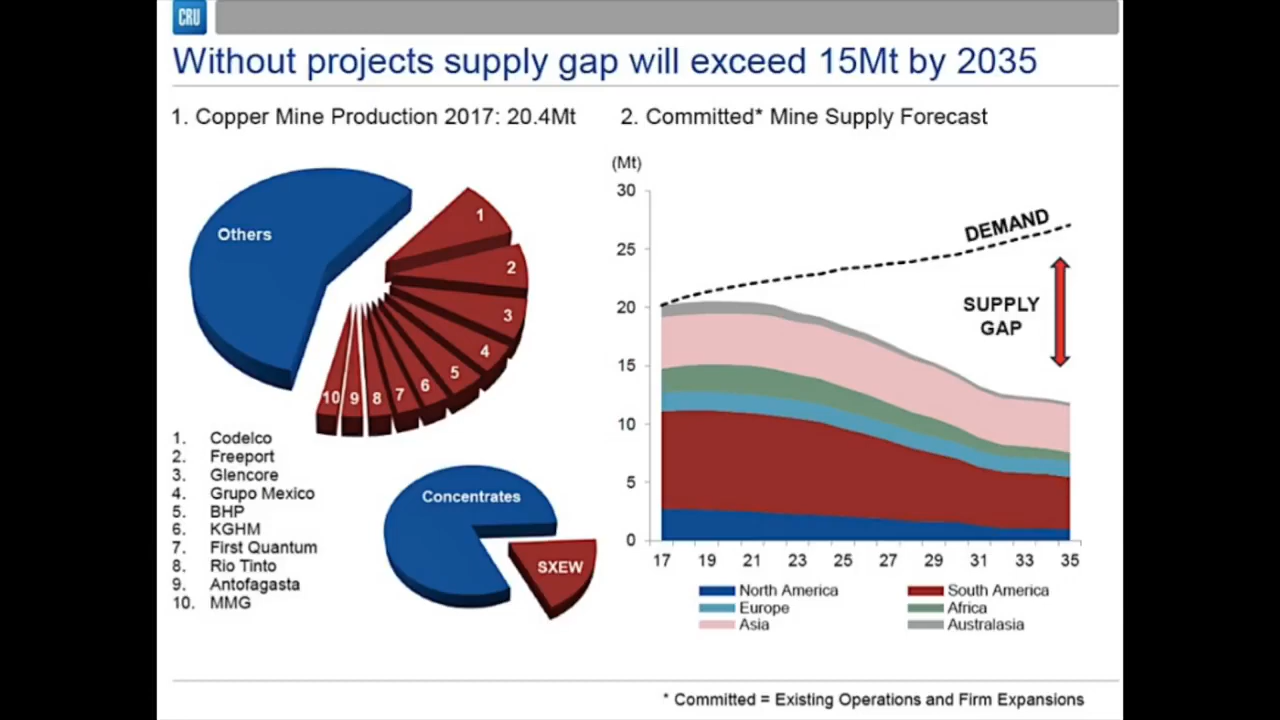 CRU
Without projects supply gap will exceed 15Mt by 2035
1. Copper Mine Production 2017: 20.4Mt
Others
1
2
3
4
5
6
7
8
9
10
1. Codelco
2. Freeport
3. Glencore
4. Grupo Mexico
5. BHP
6. KGHM
7. First Quantum
8. Rio Tinto
9. Antofagasta
10. MMG
Concentrates
SXEW
2. Committed* Mine Supply Forecast
(Mt)
30
25
20
15
10
5
0
DEMAND
SUPPLY
GAP
17 19 21 23 25 27 29 31 33 35
North America South America
Europe Africa
Asia Australasia
* Committed = Existing Operations and Firm Expansions